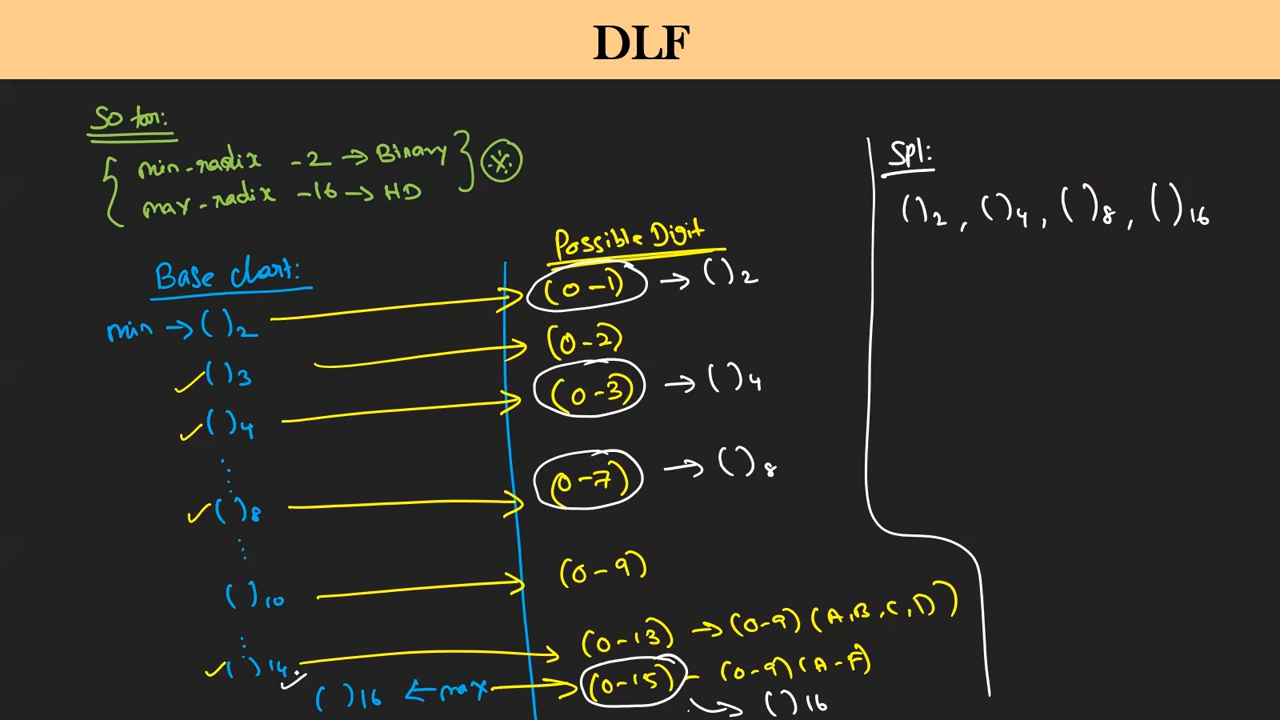 DLF
So far:
min-radix -2 → Binary
max-radix -16 → HD
Spl:
( )2 , ( )4 , ( )8 , ( )16
Possible Digit
Base chart:
min → ( )2 (0-1) → ( )2
( )3 (0-2)
( )4 (0-3) → ( )4
( )8 (0-7) → ( )8
( )10 (0-9)
( )14 (0-13) → (0-9) (A,B,C,D)
( )16 ← max (0-15) - (0-9) (A-F)
→ ( )16